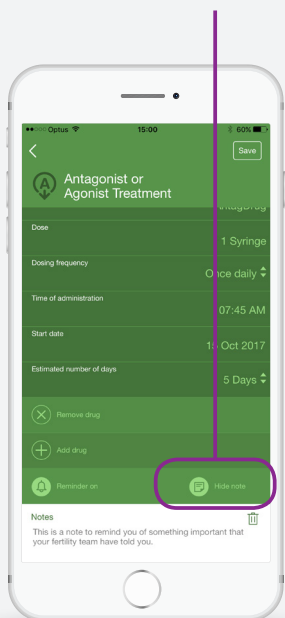 Optus 15:00 60%
Save
Antagonist or
Agonist Treatment
AntagDrug
Dose
1 Syringe
Dosing frequency
Once daily
Time of administration
07:45 AM
Start date
15 Oct 2017
Estimated number of days
5 Days
Remove drug
Add drug
Reminder on Hide note
Notes
This is a note to remind you of something important that
your fertility team have told you.